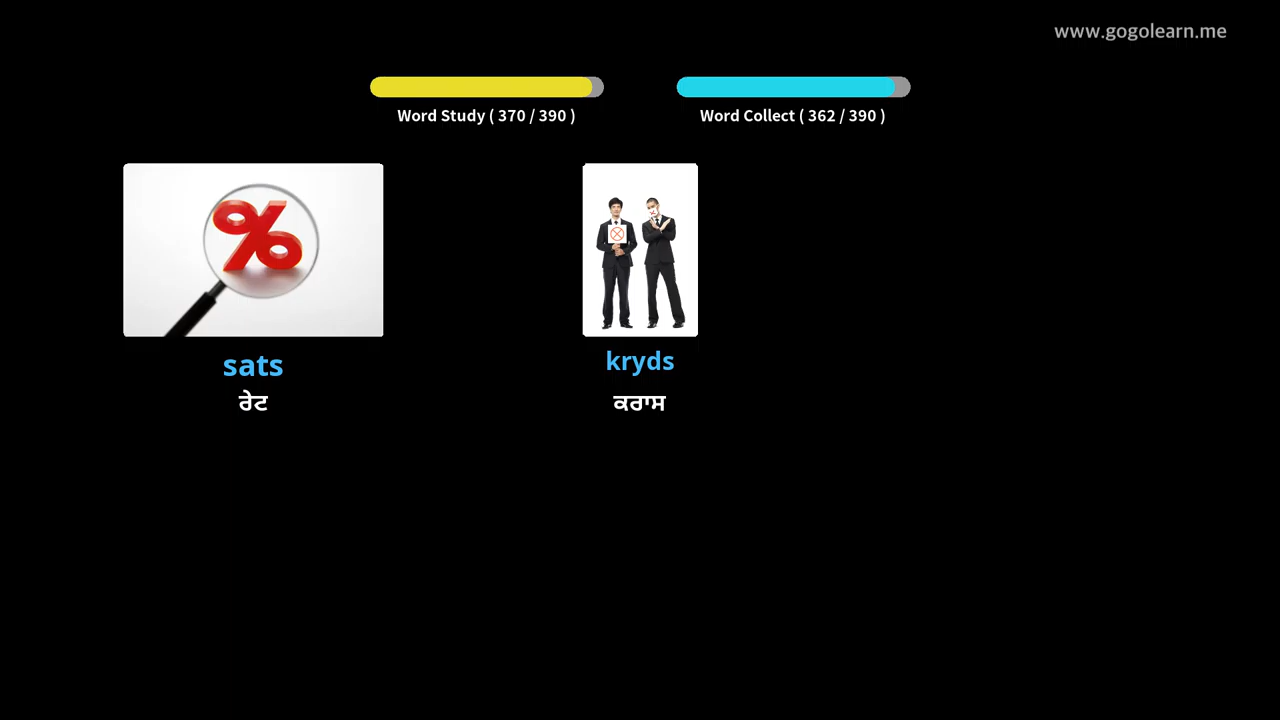 www.gogolearn.me
Word Study ( 370 / 390 )
Word Collect ( 362 / 390 )
sats
ਰੇਟ
kryds
ਕਰਾਸ